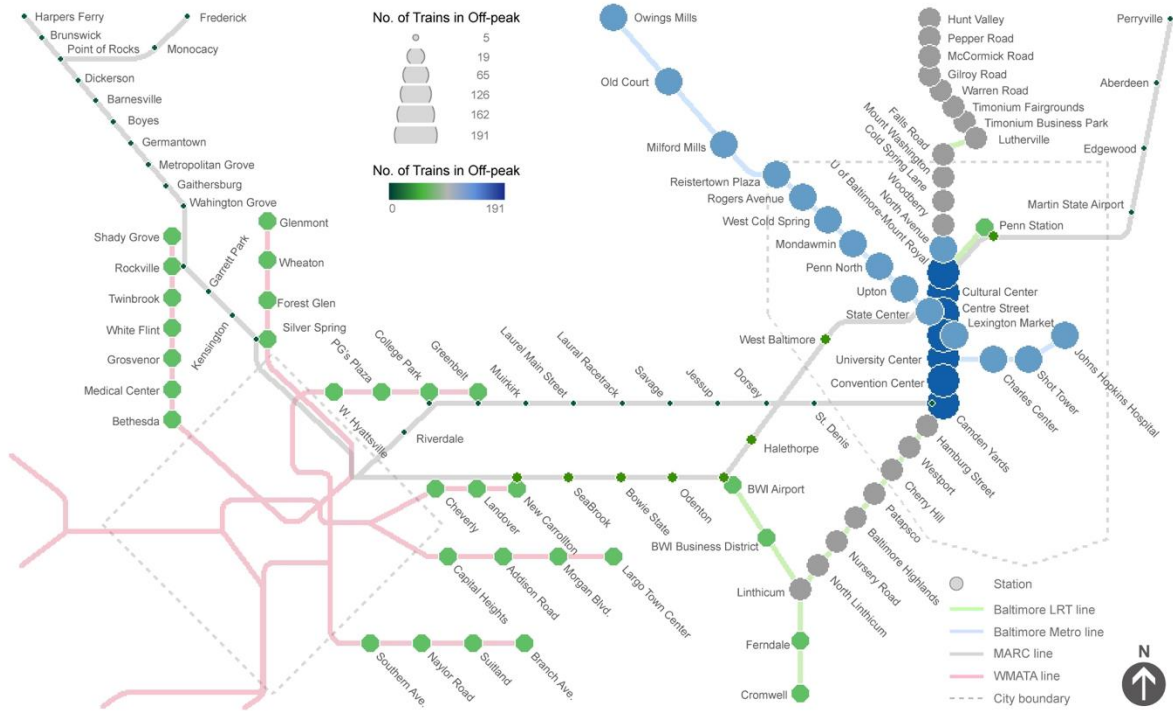 Harpers Ferry
Frederick
Brunswick
Point of Rocks
Monocacy
Dickerson
Barnesville
Boyes
Germantown
Metropolitan Grove
Gaithersburg
Wahington Grove
No. of Trains in Off-peak
5
19
65
126
162
191
No. of Trains in Off-peak
0
191
Owings Mills
Old Court
Milford Mills
Reistertown Plaza
Rogers Avenue
West Cold Spring
Mondawmin
Penn North
Upton
State Center
Hunt Valley
Pepper Road
McCormick Road
Gilroy Road
Warren Road
Timonium Fairgrounds
Timonium Business Park
Lutherville
Falls Road
Mount Washington
Cold Spring Lane
Woodberry
North Avenue
U of Baltimore-Mount Royal
Penn Station
Perryville
Aberdeen
Edgewood
Martin State Airport
Cultural Center
Centre Street
Lexington Market
University Center
Convention Center
Camden Yards
Charles Center
Shot Tower
Johns Hopkins Hospital
Shady Grove
Rockville
Twinbrook
White Flint
Grosvenor
Medical Center
Bethesda
Garrett Park
Kensington
Glenmont
Wheaton
Forest Glen
Silver Spring
PG's Plaza
College Park
Greenbelt
Muirkirk
Laurel Main Street
Laural Racetrack
Savage
Jessup
Dorsey
St. Denis
West Baltimore
W. Hyattsville
Riverdale
Halethorpe
Cheverly
Landover
New Carrollton
SeaBrook
Bowie State
Odenton
BWI Airport
BWI Business District
Capital Heights
Addison Road
Morgan Blvd.
Largo Town Center
Southern Ave.
Naylor Road
Suitland
Branch Ave.
Hamburg Street
Westport
Cherry Hill
Patapsco
Baltimore Highlands
Nursery Road
North Linthicum
Linthicum
Ferndale
Cromwell
Station
Baltimore LRT line
Baltimore Metro line
MARC line
WMATA line
City boundary
N